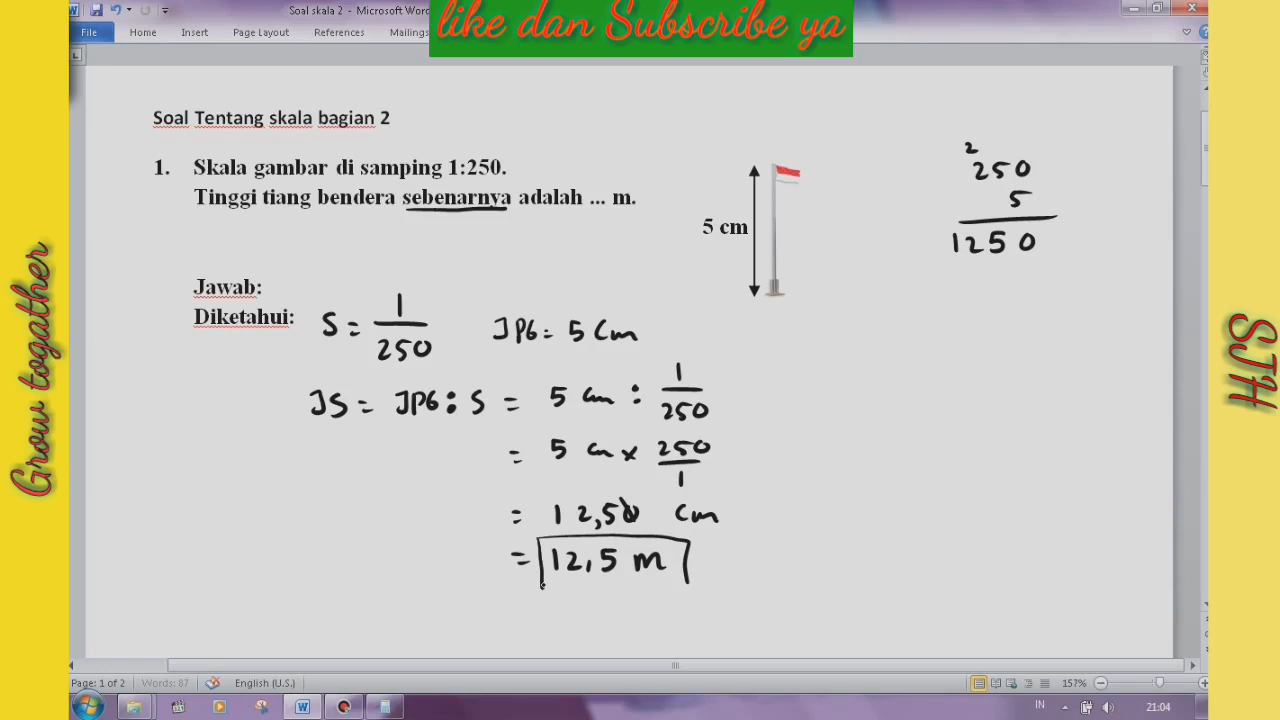 Soal skala 2 - Microsoft Word
like dan Subscribe ya
File Home Insert Page Layout References Mailings
Soal Tentang skala bagian 2
1. Skala gambar di samping 1:250.
Tinggi tiang bendera sebenarnya adalah ... m.
5 cm
2
250
5
1250
Jawab:
Diketahui: S = 1/250 JPG = 5 Cm
JS = JPG : S = 5 cm : 1/250
= 5 cm x 250/1
= 12,50 Cm
= 12,5 m
Grow togather
SJH
Page: 1 of 2 Words: 87 English (U.S.) 157%
IN 21:04